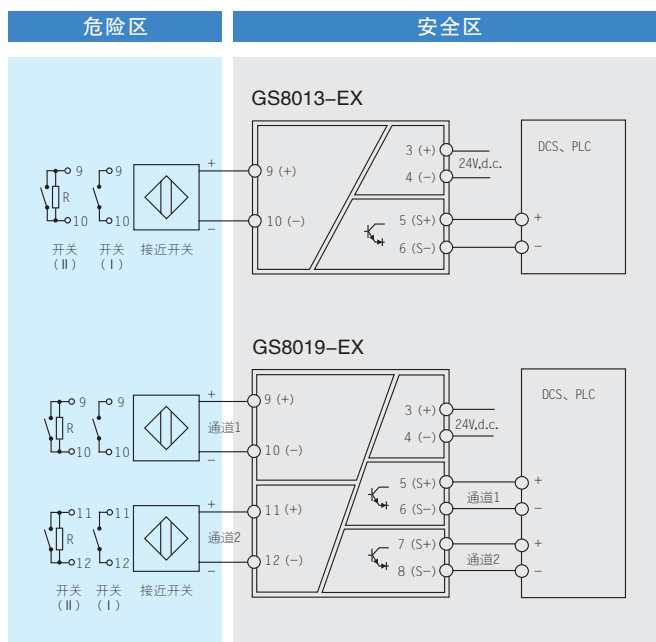 危险区
安全区
GS8013-EX
9
9
+
9 (+)
3 (+)
24V.d.c.
4 (-)
DCS、PLC
R
10
10
-
10 (-)
5 (S+)
+
6 (S-)
-
开关
(II)
开关
(I)
接近开关
GS8019-EX
9
9
+
9 (+)
3 (+)
24V.d.c.
4 (-)
DCS、PLC
R
通道1
10
10
-
10 (-)
5 (S+)
+
通道1
6 (S-)
-
11
11
+
11 (+)
R
通道2
7 (S+)
+
通道2
12
12
-
12 (-)
8 (S-)
-
开关
(II)
开关
(I)
接近开关